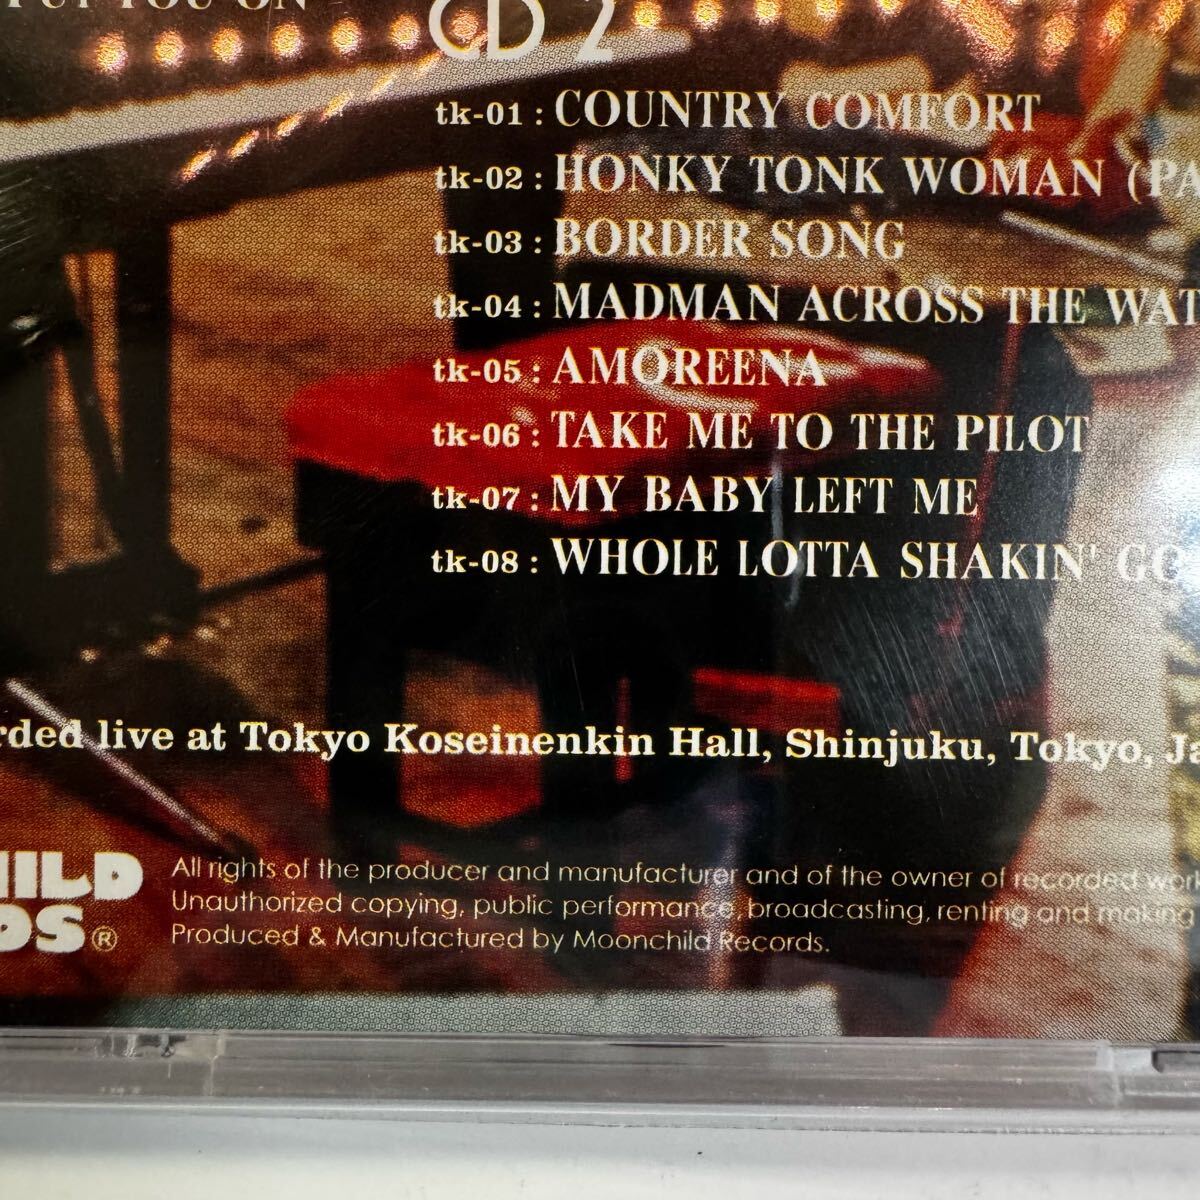 PUT YOU ON
CD 2
tk-01 : COUNTRY COMFORT
tk-02 : HONKY TONK WOMAN (PA
tk-03 : BORDER SONG
tk-04 : MADMAN ACROSS THE WAT
tk-05 : AMOREENA
tk-06 : TAKE ME TO THE PILOT
tk-07 : MY BABY LEFT ME
tk-08 : WHOLE LOTTA SHAKIN' GO
rded live at Tokyo Koseinenkin Hall, Shinjuku, Tokyo, Ja
HILD
DS®
All rights of the producer and manufacturer and of the owner of recorded work
Unauthorized copying, public performance, broadcasting, renting and making
Produced & Manufactured by Moonchild Records.